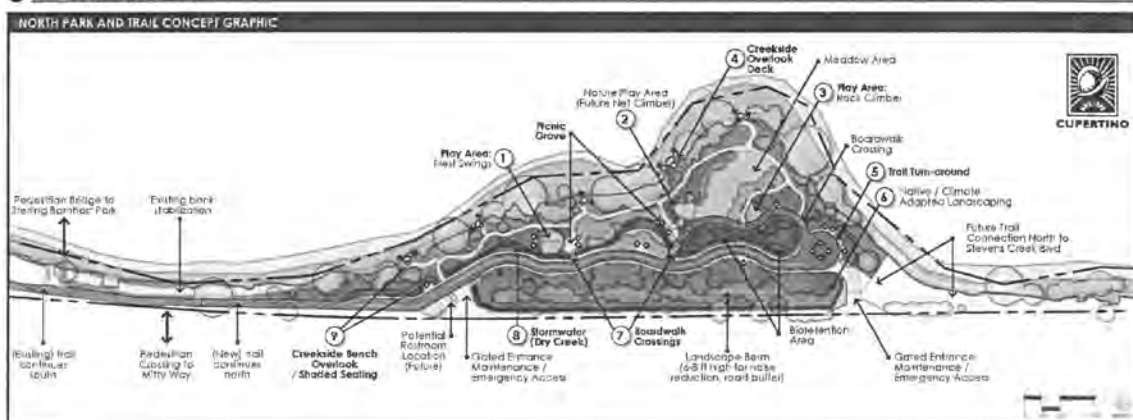 NORTH PARK AND TRAIL CONCEPT GRAPHIC
4
Creekside
Overlook
Deck
Meadow Area
Nature Play Area
(Future Net Climber)
2
3
Play Area:
Rock Climber
CUPERTINO
Picnic
Grove
Boardwalk
Crossing
Play Area:
Nest Swings
1
5
Trail Turn-around
6
Native / Climate
Adapted Landscaping
Pedestrian Bridge to
Sterling Barnhart Park
Existing bank
stabilization
Future Trail
Connection North to
Stevens Creek Blvd
(Existing) trail
continues
south
Pedestrian
Crossing to
Mitty Way
(New) trail
continues
north
9
Creekside Bench
Overlook
/ Shaded Seating
Potential
Restroom
Location
(Future)
Gated Entrance
Maintenance /
Emergency Access
8
Stormwater
(Dry Creek)
7
Boardwalk
Crossings
Landscape Berm
(6-8 ft high for noise
reduction, road buffer)
Bioretention
Area
Gated Entrance
Maintenance /
Emergency Access